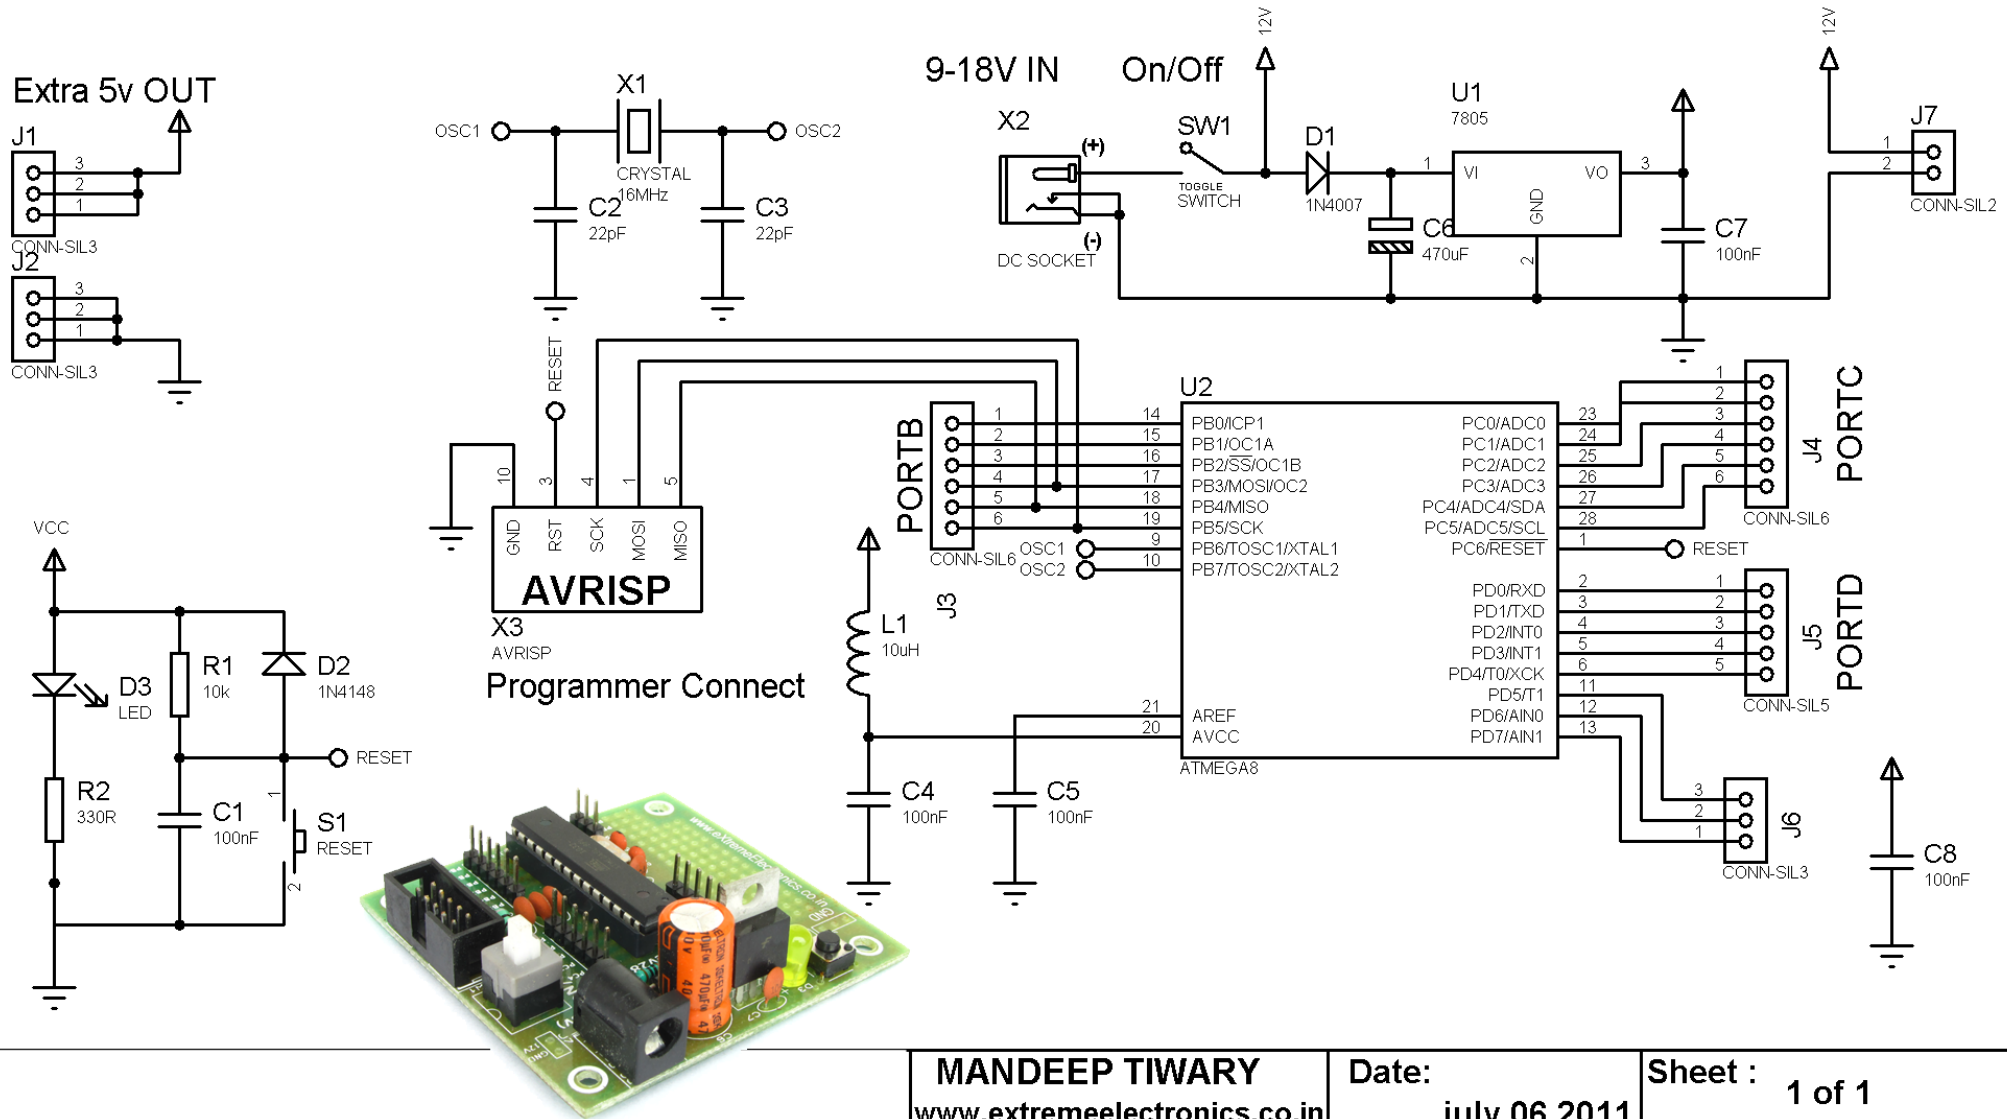 Extra 5v OUT
J1
3
2
1
CONN-SIL3
J2
3
2
1
CONN-SIL3
X1
OSC1
OSC2
CRYSTAL
16MHz
C2
22pF
C3
22pF
9-18V IN
On/Off
12V
X2
(+)
(-)
DC SOCKET
SW1
TOGGLE
SWITCH
D1
1N4007
C6
470uF
U1
7805
1
VI
VO
3
GND
2
C7
100nF
12V
J7
1
2
CONN-SIL2
RESET
10
3
4
1
5
GND
RST
SCK
MOSI
MISO
AVRISP
X3
AVRISP
Programmer Connect
PORTB
1
2
3
4
5
6
CONN-SIL6
J3
OSC1
OSC2
L1
10uH
U2
14 PB0/ICP1
15 PB1/OC1A
16 PB2/SS/OC1B
17 PB3/MOSI/OC2
18 PB4/MISO
19 PB5/SCK
9 PB6/TOSC1/XTAL1
10 PB7/TOSC2/XTAL2
21 AREF
20 AVCC
ATMEGA8
PC0/ADC0 23
PC1/ADC1 24
PC2/ADC2 25
PC3/ADC3 26
PC4/ADC4/SDA 27
PC5/ADC5/SCL 28
PC6/RESET 1
RESET
PD0/RXD 2
PD1/TXD 3
PD2/INT0 4
PD3/INT1 5
PD4/T0/XCK 6
PD5/T1 11
PD6/AIN0 12
PD7/AIN1 13
1
2
3
4
5
6
J4
PORTC
CONN-SIL6
1
2
3
4
5
J5
PORTD
CONN-SIL5
3
2
1
J6
CONN-SIL3
C4
100nF
C5
100nF
C8
100nF
VCC
D3
LED
R1
10k
D2
1N4148
RESET
R2
330R
C1
100nF
1
S1
RESET
2
www.eXtremeElectronics.co.in
GND
470µF
12V
GND
MANDEEP TIWARY
www.extremeelectronics.co.in
Date:
july 06 2011
Sheet :
1 of 1